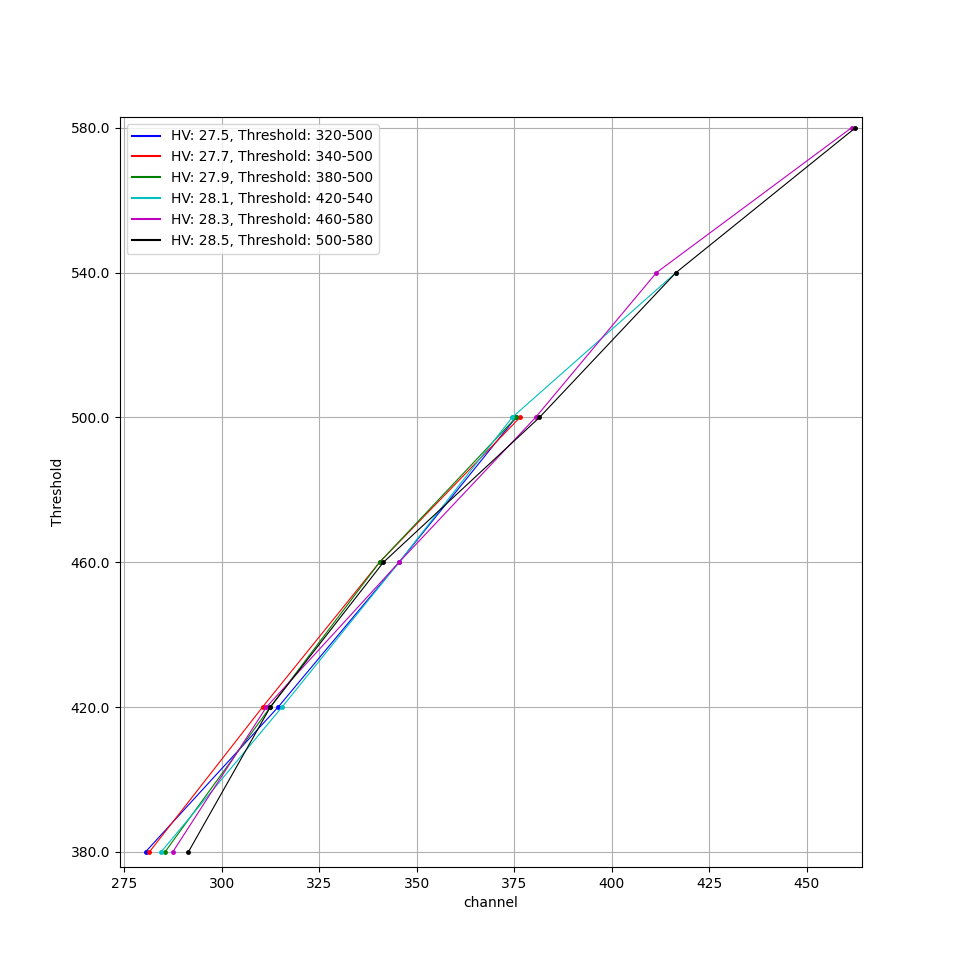 580.0
540.0
500.0
460.0
420.0
380.0
Threshold
HV: 27.5, Threshold: 320-500
HV: 27.7, Threshold: 340-500
HV: 27.9, Threshold: 380-500
HV: 28.1, Threshold: 420-540
HV: 28.3, Threshold: 460-580
HV: 28.5, Threshold: 500-580
275 300 325 350 375 400 425 450
channel